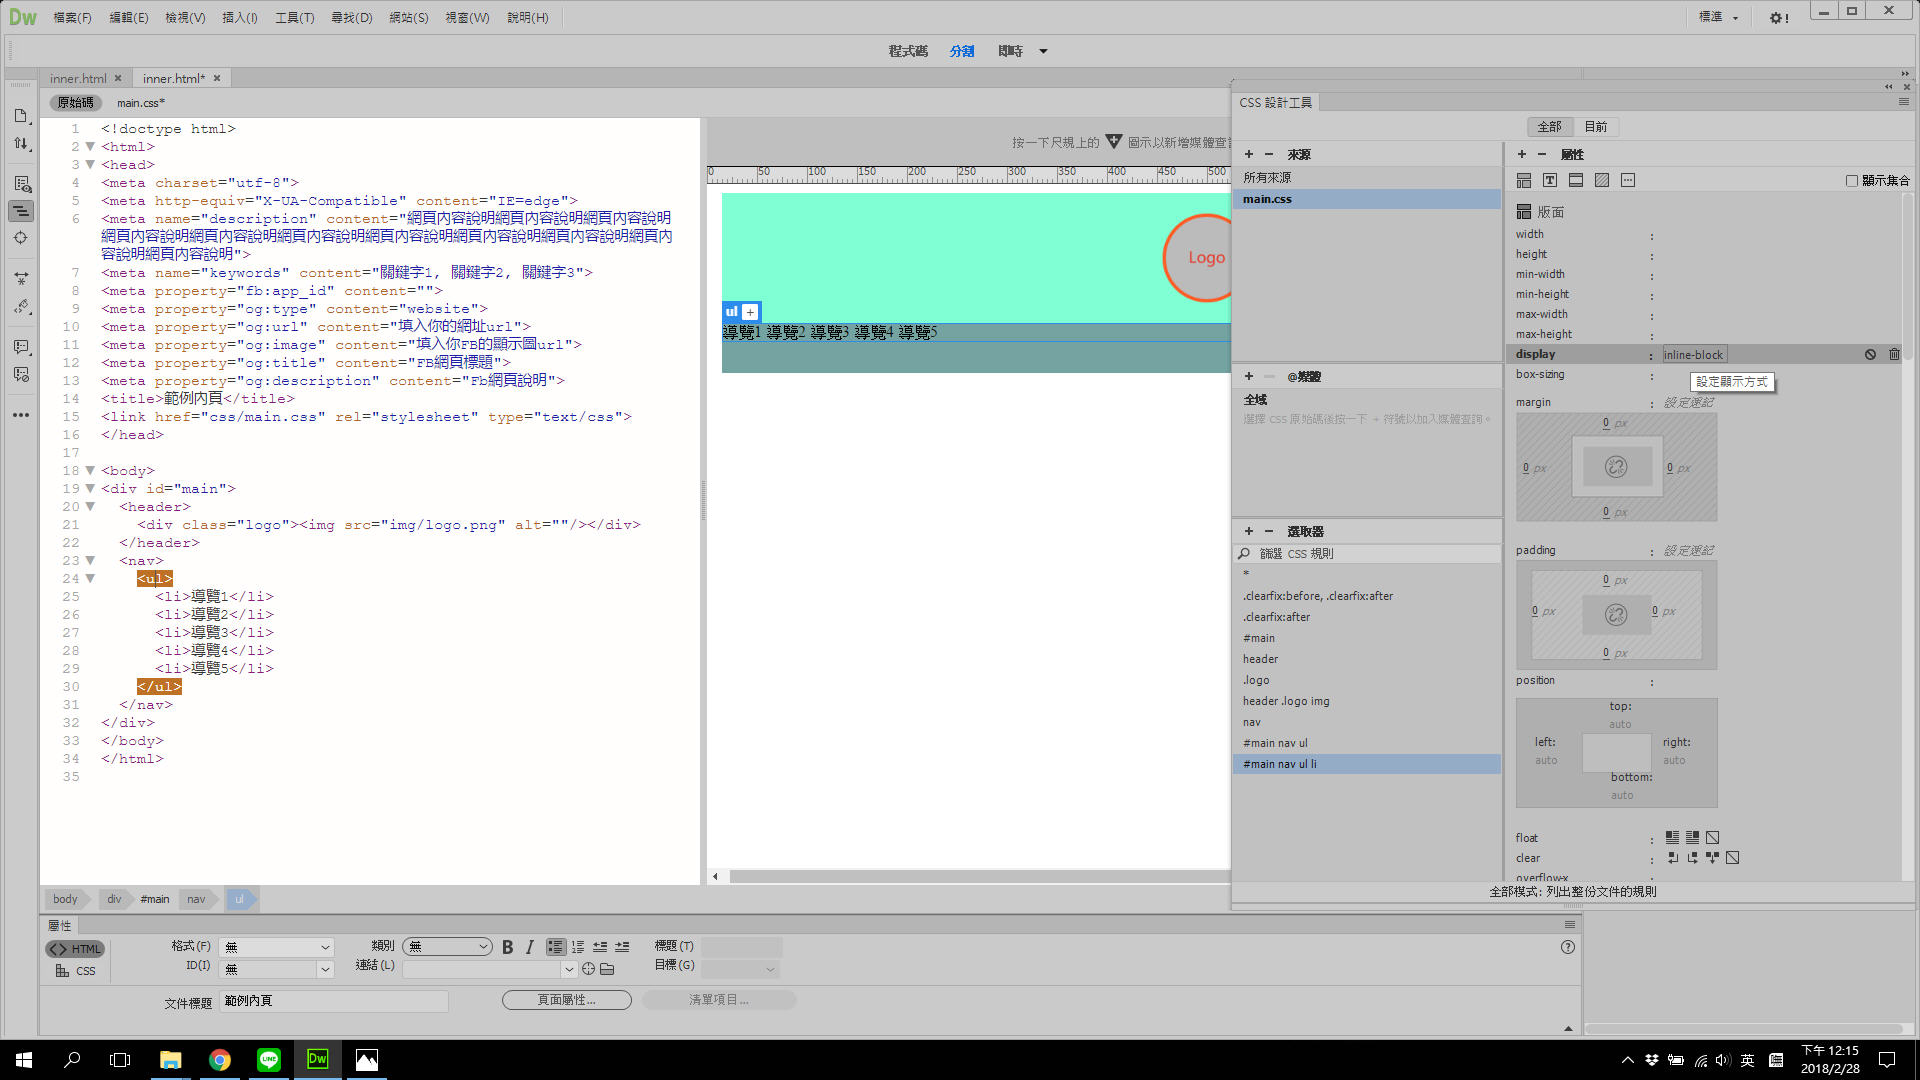 Dw 檔案(F) 編輯(E) 檢視(V) 插入(I) 工具(T) 尋找(D) 網站(S) 視窗(W) 說明(H) 標準
程式碼 分割 即時
inner.html inner.html*
原始碼 main.css*
1 <!doctype html>
2 <html>
3 <head>
4 <meta charset="utf-8">
5 <meta http-equiv="X-UA-Compatible" content="IE=edge">
6 <meta name="description" content="網頁內容說明網頁內容說明網頁內容說明
網頁內容說明網頁內容說明網頁內容說明網頁內容說明網頁內容說明網頁內容說明網頁內
容說明網頁內容說明">
7 <meta name="keywords" content="關鍵字1, 關鍵字2, 關鍵字3">
8 <meta property="fb:app_id" content="">
9 <meta property="og:type" content="website">
10 <meta property="og:url" content="填入你的網址url">
11 <meta property="og:image" content="填入你FB的顯示圖url">
12 <meta property="og:title" content="FB網頁標題">
13 <meta property="og:description" content="Fb網頁說明">
14 <title>範例內頁</title>
15 <link href="css/main.css" rel="stylesheet" type="text/css">
16 </head>
17
18 <body>
19 <div id="main">
20 <header>
21 <div class="logo"><img src="img/logo.png" alt=""/></div>
22 </header>
23 <nav>
24 <ul>
25 <li>導覽1</li>
26 <li>導覽2</li>
27 <li>導覽3</li>
28 <li>導覽4</li>
29 <li>導覽5</li>
30 </ul>
31 </nav>
32 </div>
33 </body>
34 </html>
35
body div #main nav ul
按一下尺規上的 圖示以新增媒體查
0 50 100 150 200 250 300 350 400 450 500
Logo
ul +
導覽1 導覽2 導覽3 導覽4 導覽5
CSS 設計工具
全部 目前
來源
所有來源
main.css
@媒體
全域
選擇 CSS 原始碼後按一下 + 符號以加入媒體查詢。
選取器
篩選 CSS 規則
*
.clearfix:before, .clearfix:after
.clearfix:after
#main
header
.logo
header .logo img
nav
#main nav ul
#main nav ul li
屬性
顯示集合
版面
width :
height :
min-width :
min-height :
max-width :
max-height :
display : inline-block
設定顯示方式
box-sizing :
margin : 設定速記
0 px
0 px 0 px
0 px
padding : 設定速記
0 px
0 px 0 px
0 px
position :
top:
auto
left: right:
auto auto
bottom:
auto
float :
clear :
overflow-x
全部模式: 列出整份文件的規則
屬性
HTML
CSS
格式(F) 無
ID(I) 無
類別 無
連結(L)
B I
標題(T)
目標(G)
文件標題 範例內頁
頁面屬性... 清單項目...
Dw
英
下午 12:15
2018/2/28